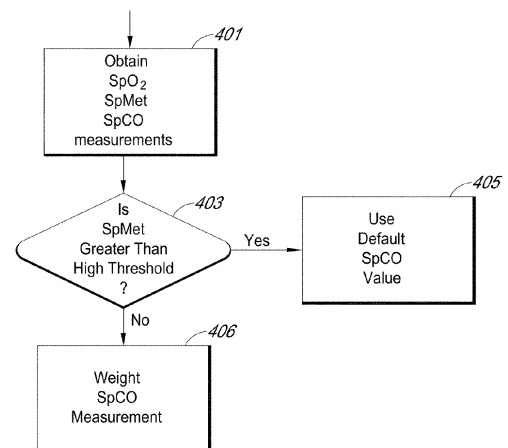 401
Obtain
SpO2
SpMet
SpCO
measurements
403
Is
SpMet
Greater Than
High Threshold
?
Yes
405
Use
Default
SpCO
Value
No
406
Weight
SpCO
Measurement